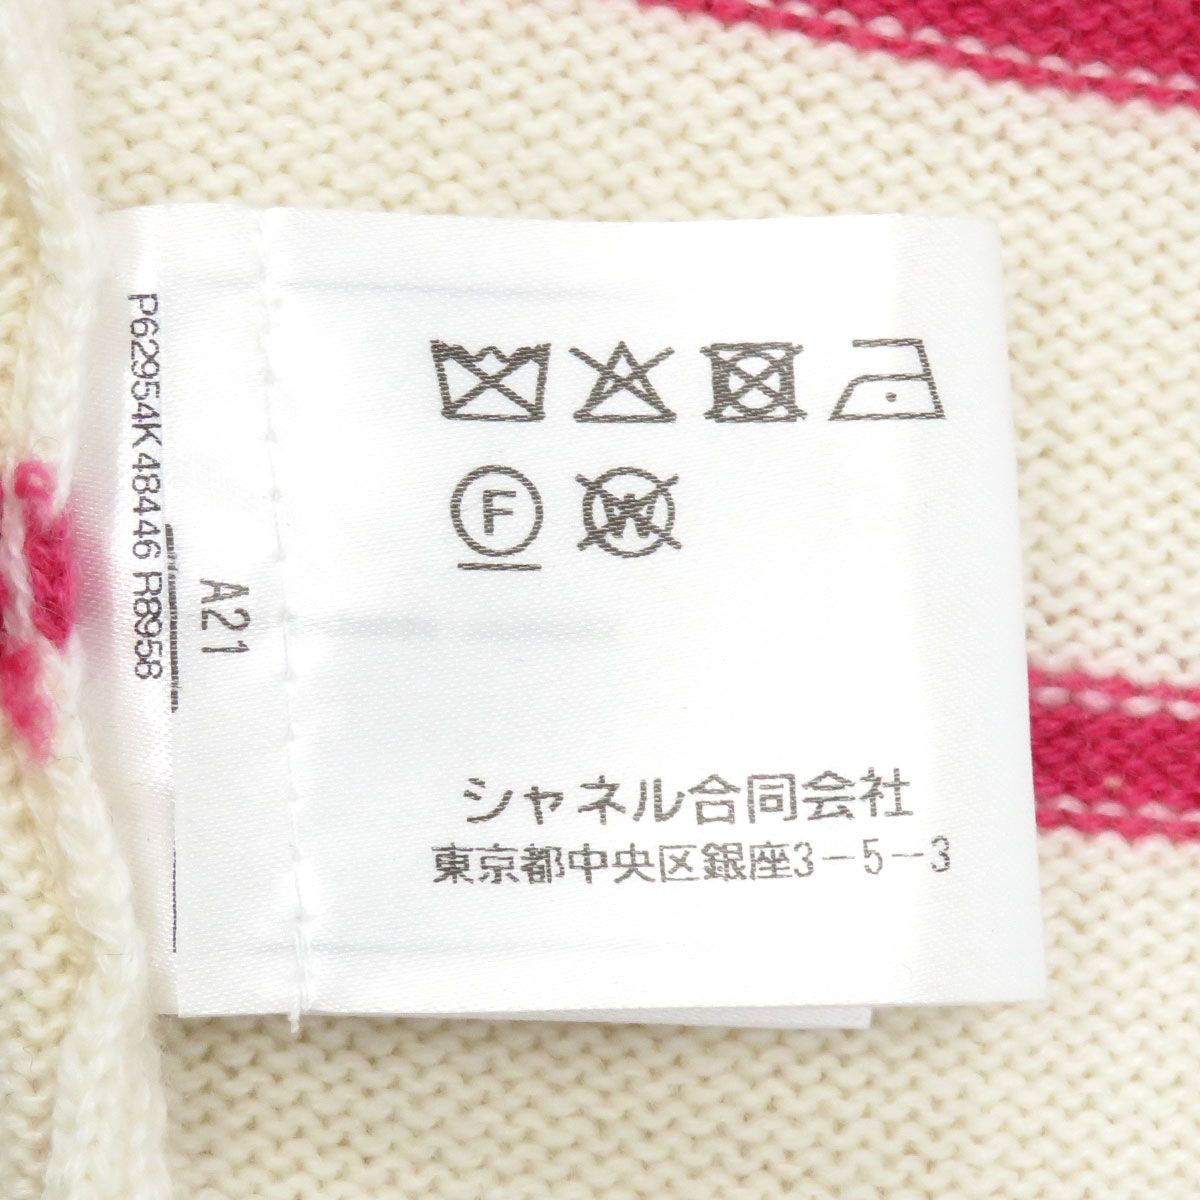 P62954K48446 R8958
A21
F
W
シャネル合同会社
東京都中央区銀座3-5-3